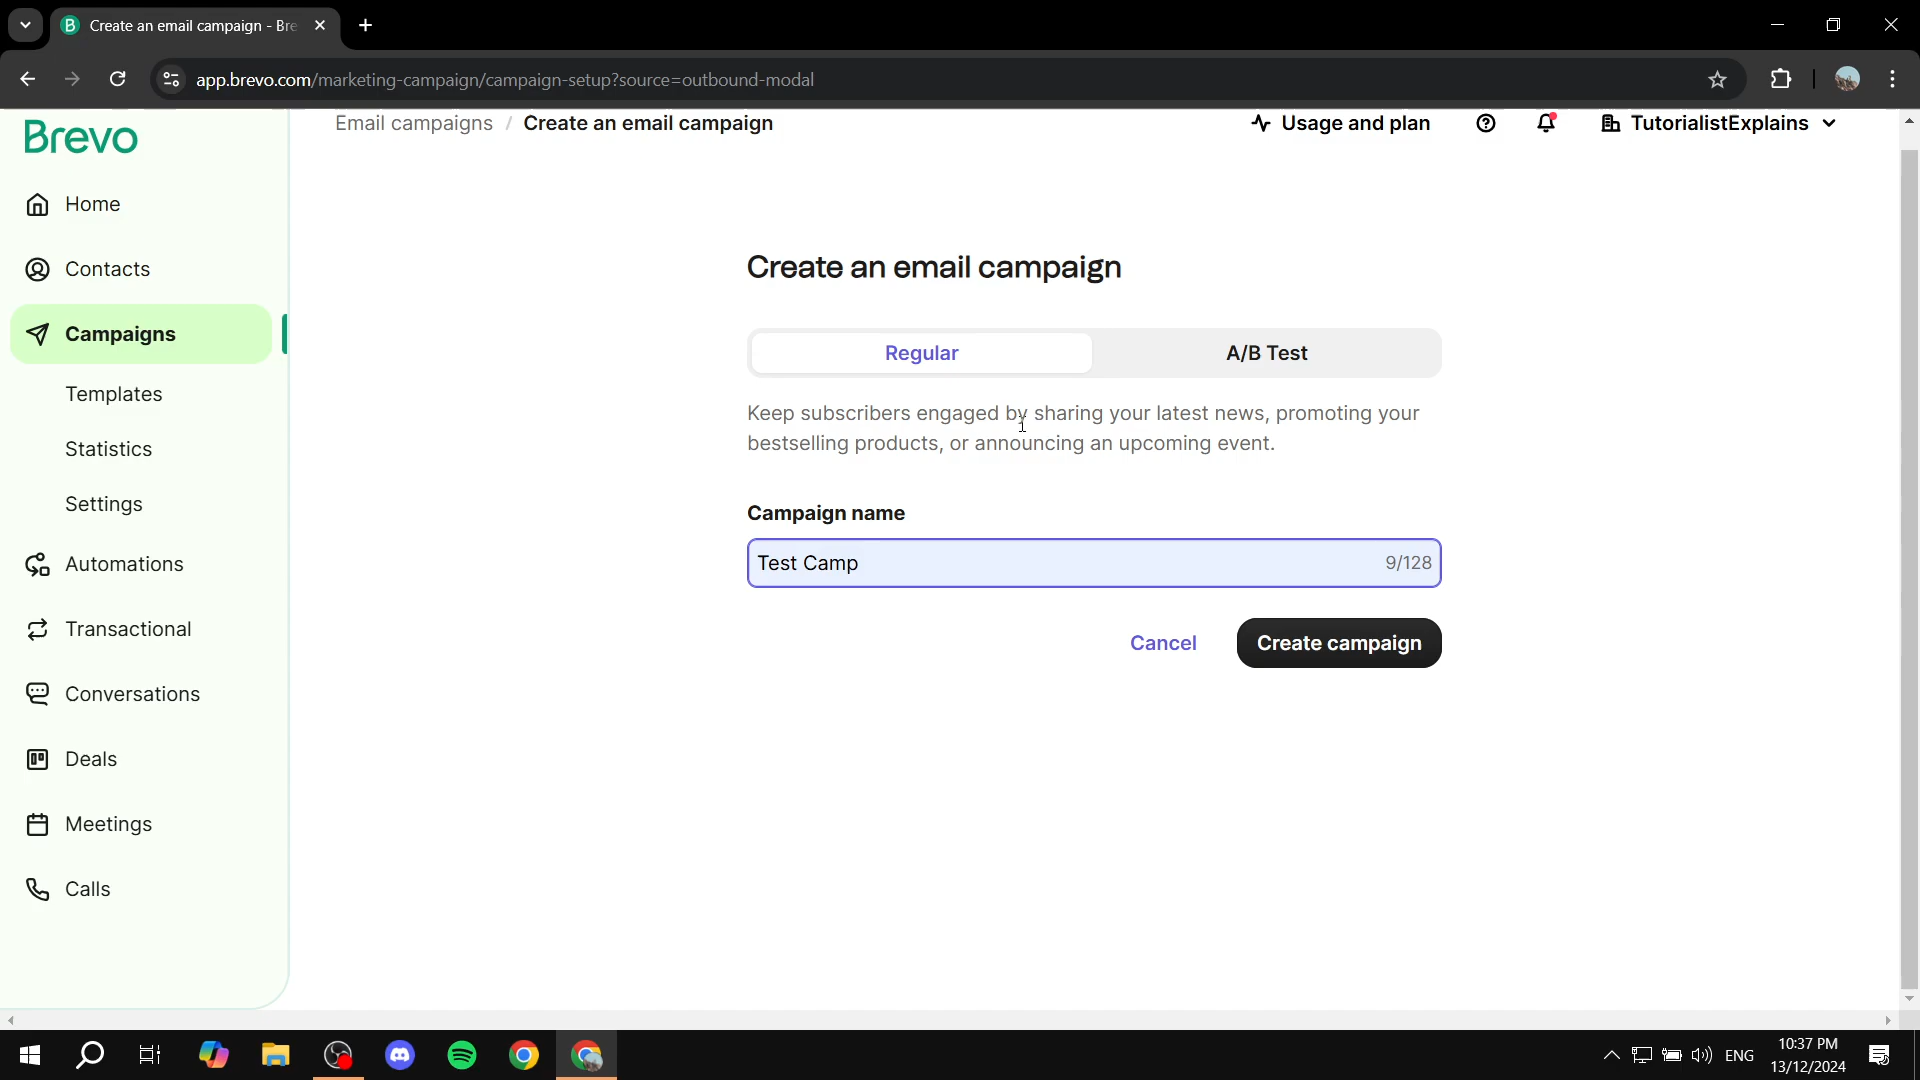 Create an email campaign - Bre
app.brevo.com/marketing-campaign/campaign-setup?source=outbound-modal
Brevo
Email campaigns / Create an email campaign
Usage and plan
TutorialistExplains
Home
Contacts
Campaigns
Templates
Statistics
Settings
Automations
Transactional
Conversations
Deals
Meetings
Calls
Create an email campaign
Regular
A/B Test
Keep subscribers engaged by sharing your latest news, promoting your
bestselling products, or announcing an upcoming event.
Campaign name
Test Camp
9/128
Cancel
Create campaign
ENG
10:37 PM
13/12/2024